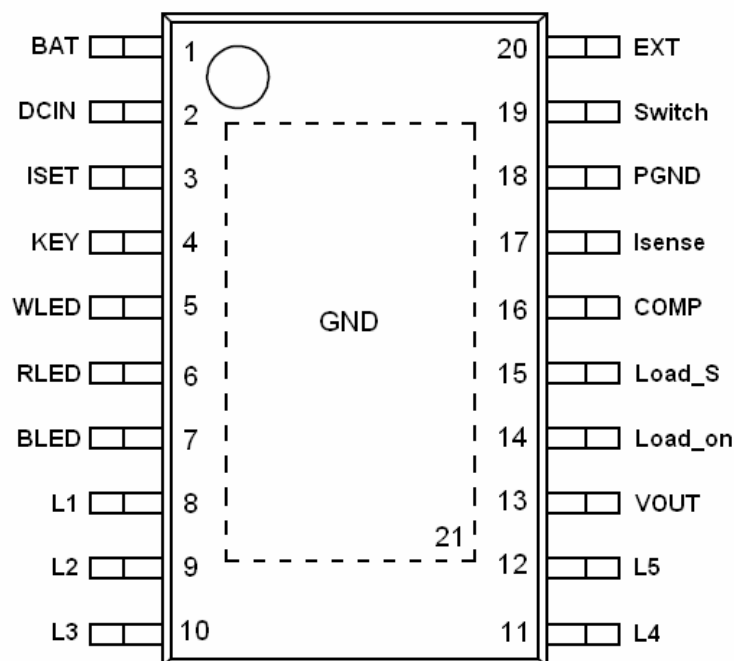 BAT 1 20 EXT
DCIN 2 19 Switch
ISET 3 18 PGND
KEY 4 17 Isense
WLED 5 16 COMP
GND
RLED 6 15 Load_S
BLED 7 14 Load_on
L1 8 13 VOUT
21
L2 9 12 L5
L3 10 11 L4